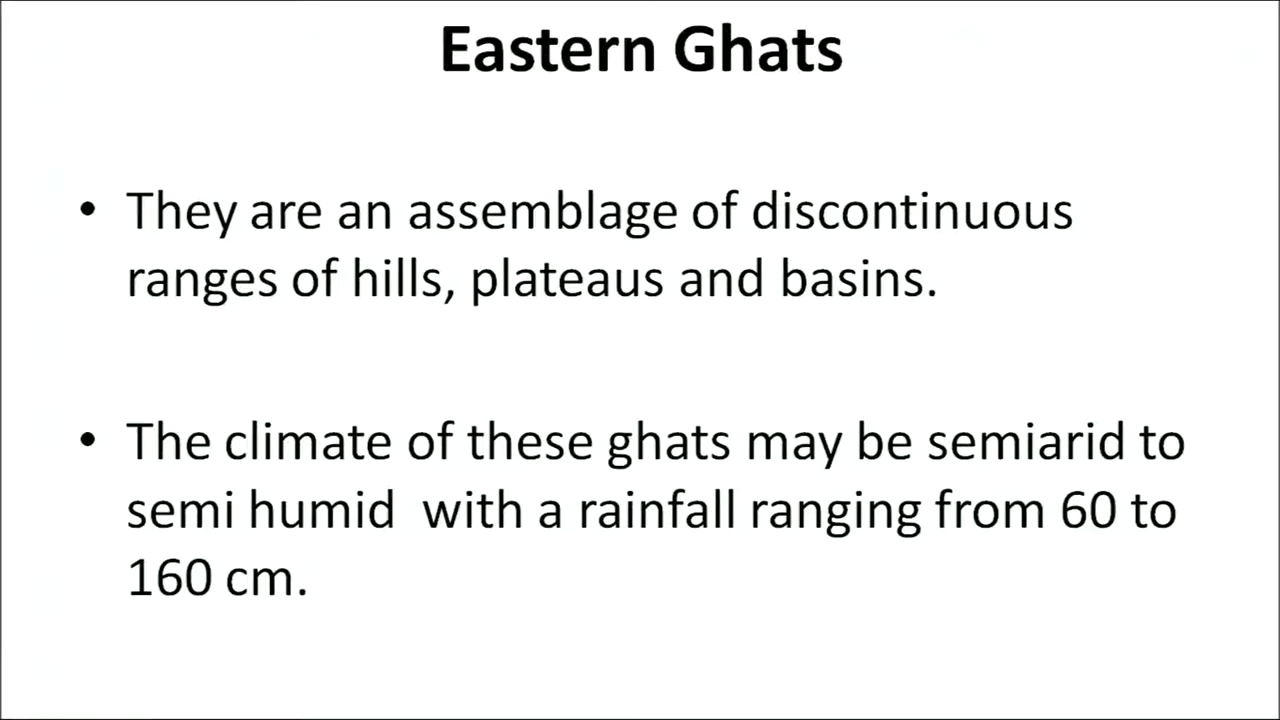 Eastern Ghats
• They are an assemblage of discontinuous
ranges of hills, plateaus and basins.
• The climate of these ghats may be semiarid to
semi humid  with a rainfall ranging from 60 to
160 cm.